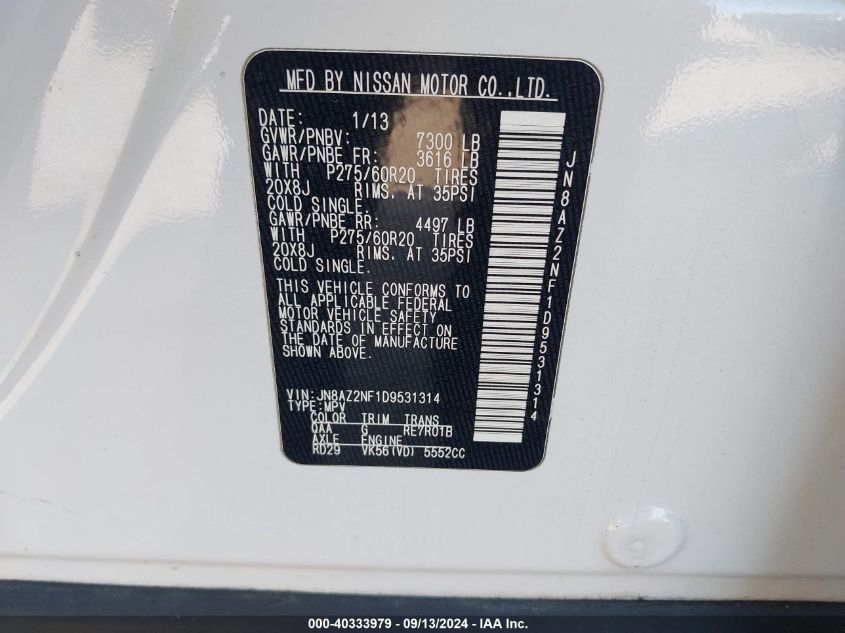 MFD BY NISSAN MOTOR CO.,LTD.
DATE: 1/13
GVWR/PNBV: 7300 LB
GAWR/PNBE FR: 3616 LB
WITH P275/60R20 TIRES
20X8J RIMS. AT 35PSI
COLD SINGLE.
GAWR/PNBE RR: 4497 LB
WITH P275/60R20 TIRES
20X8J RIMS. AT 35PSI
COLD SINGLE.
THIS VEHICLE CONFORMS TO
ALL APPLICABLE FEDERAL
MOTOR VEHICLE SAFETY
STANDARDS IN EFFECT ON
THE DATE OF MANUFACTURE
SHOWN ABOVE.
VIN:JN8AZ2NF1D9531314
TYPE:MPV
COLOR TRIM TRANS
QAA G RE7R01B
AXLE ENGINE
RD29 VK56(VD) 5552CC
JN8AZ2NF1D9531314
000-40333979 - 09/13/2024 - IAA Inc.